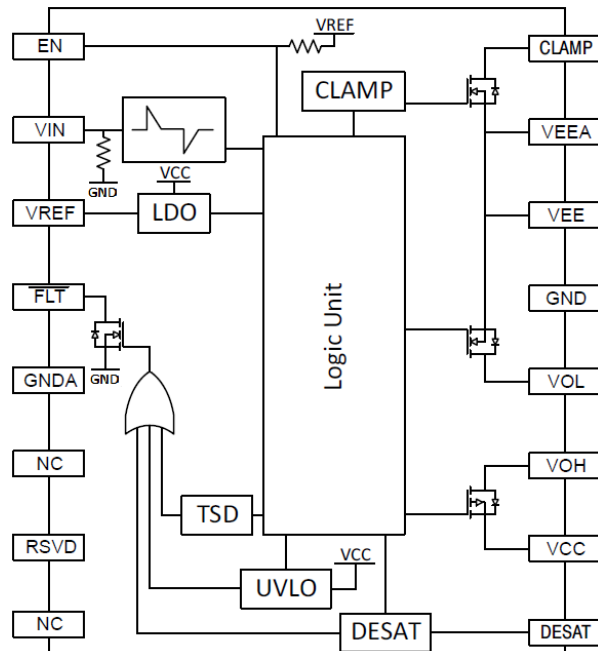 VREF
EN
CLAMP
CLAMP
VIN
VEEA
GND
VCC
VREF
LDO
VEE
FLT
GND
Logic Unit
GND
GNDA
VOL
NC
VOH
TSD
RSVD
VCC
VCC
UVLO
NC
DESAT
DESAT